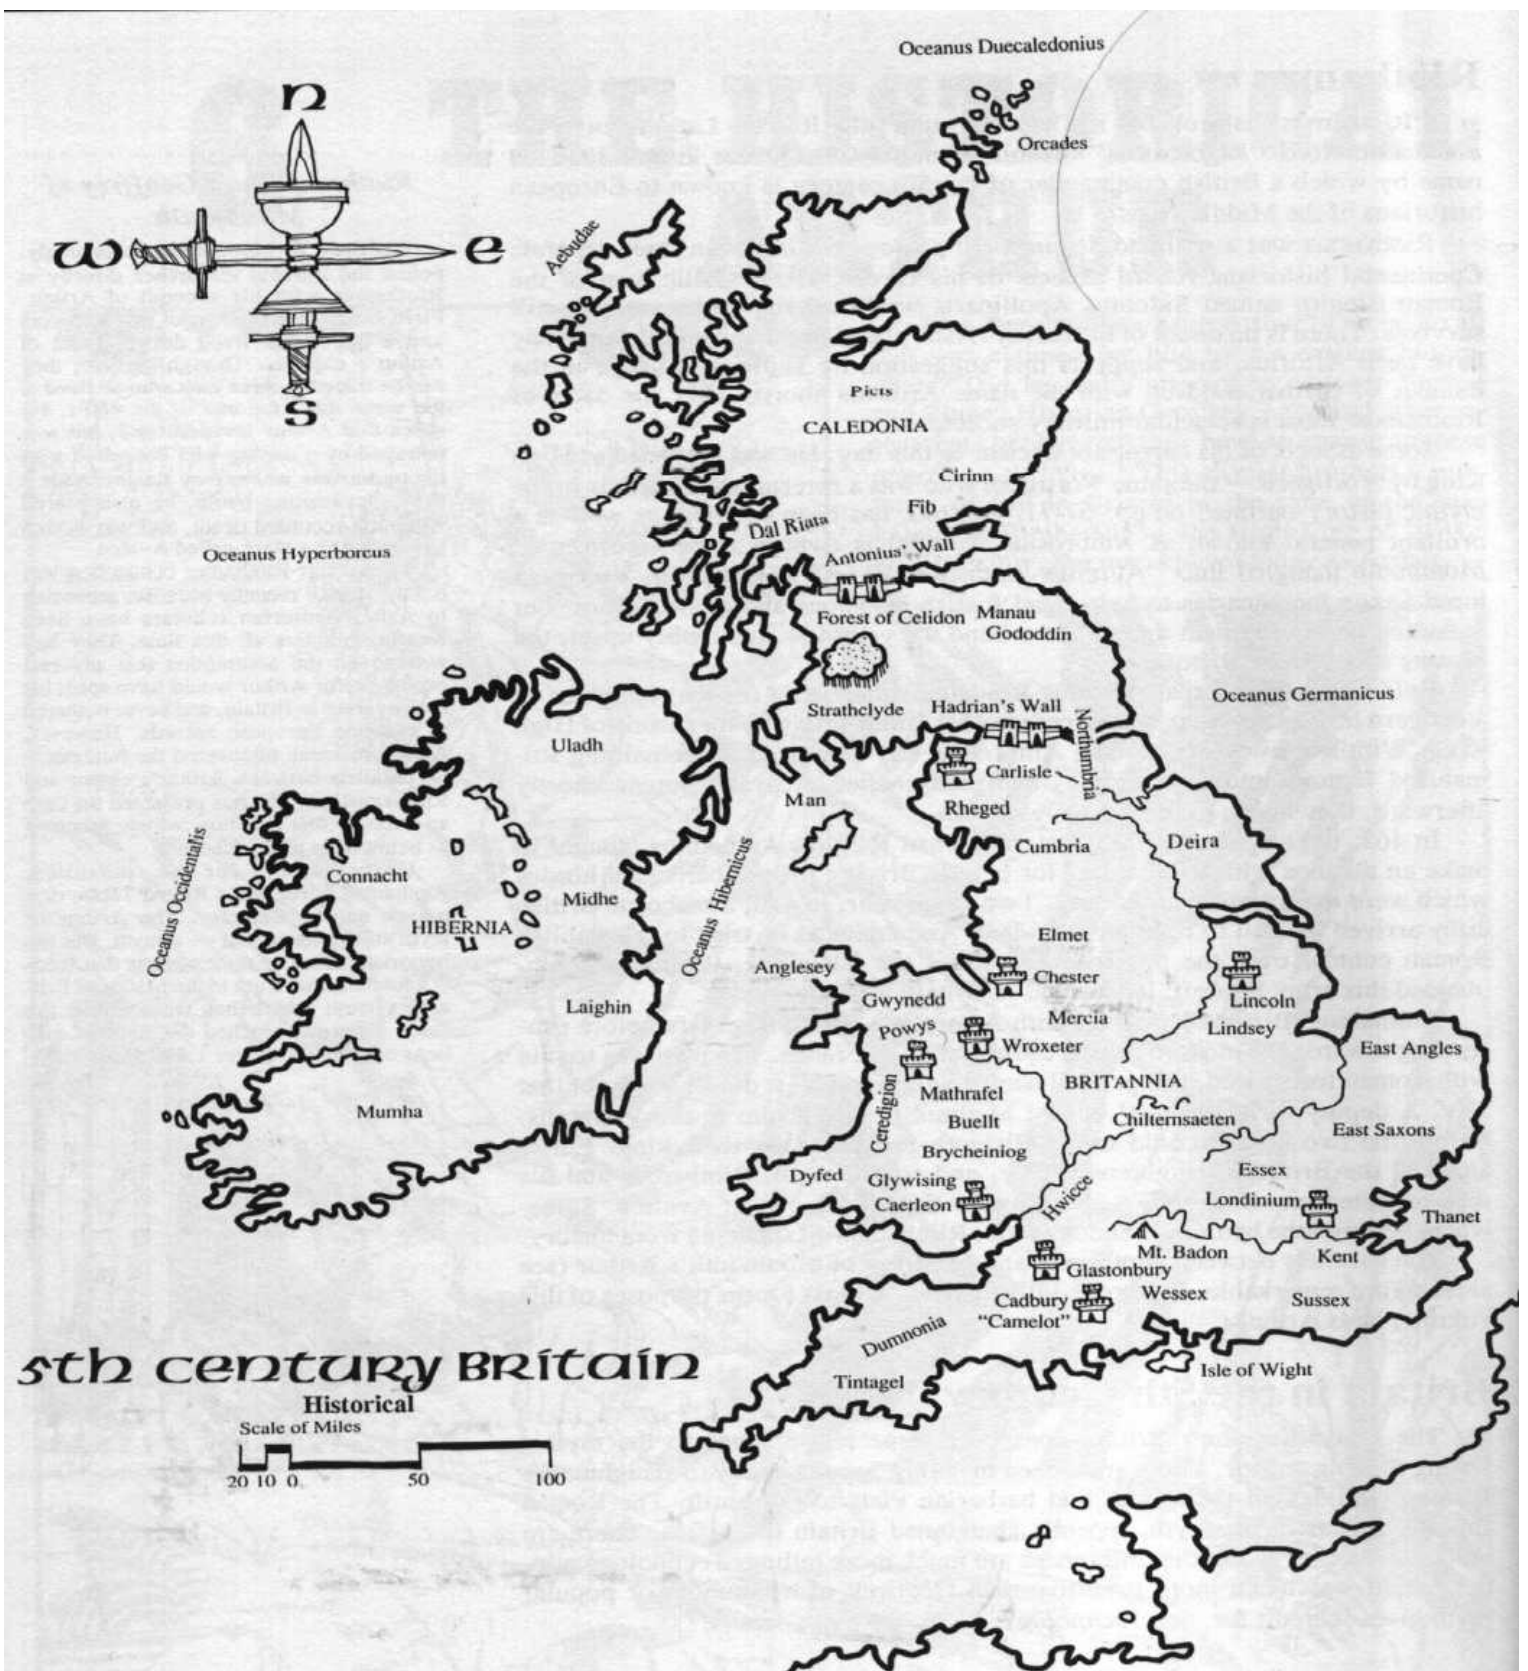 Oceanus Duecaledonius
n
Orcades
w
e
Aebudae
s
Picts
CALEDONIA
Cirinn
Fib
Dal Riata
Antonius' Wall
Oceanus Hyperborcus
Forest of Celidon
Manau
Gododdin
Oceanus Germanicus
Strathclyde
Hadrian's Wall
Northumbria
Uladh
Carlisle
Man
Rheged
Cumbria
Deira
Oceanus Occidentalis
Connacht
Midhe
Oceanus Hibernicus
HIBERNIA
Elmet
Anglesey
Chester
Gwynedd
Lincoln
Laighin
Powys
Mercia
Lindsey
Wroxeter
East Angles
BRITANNIA
Mathrafel
Mumha
Ceredigion
Buellt
Chilternsaeten
East Saxons
Brycheiniog
Dyfed
Glywising
Essex
Caerleon
Hwicce
Londinium
Thanet
Mt. Badon
Kent
Glastonbury
Cadbury
"Camelot"
Wessex
Sussex
Dumnonia
Isle of Wight
Tintagel
5th century Britain
Historical
Scale of Miles
20 10 0 50 100